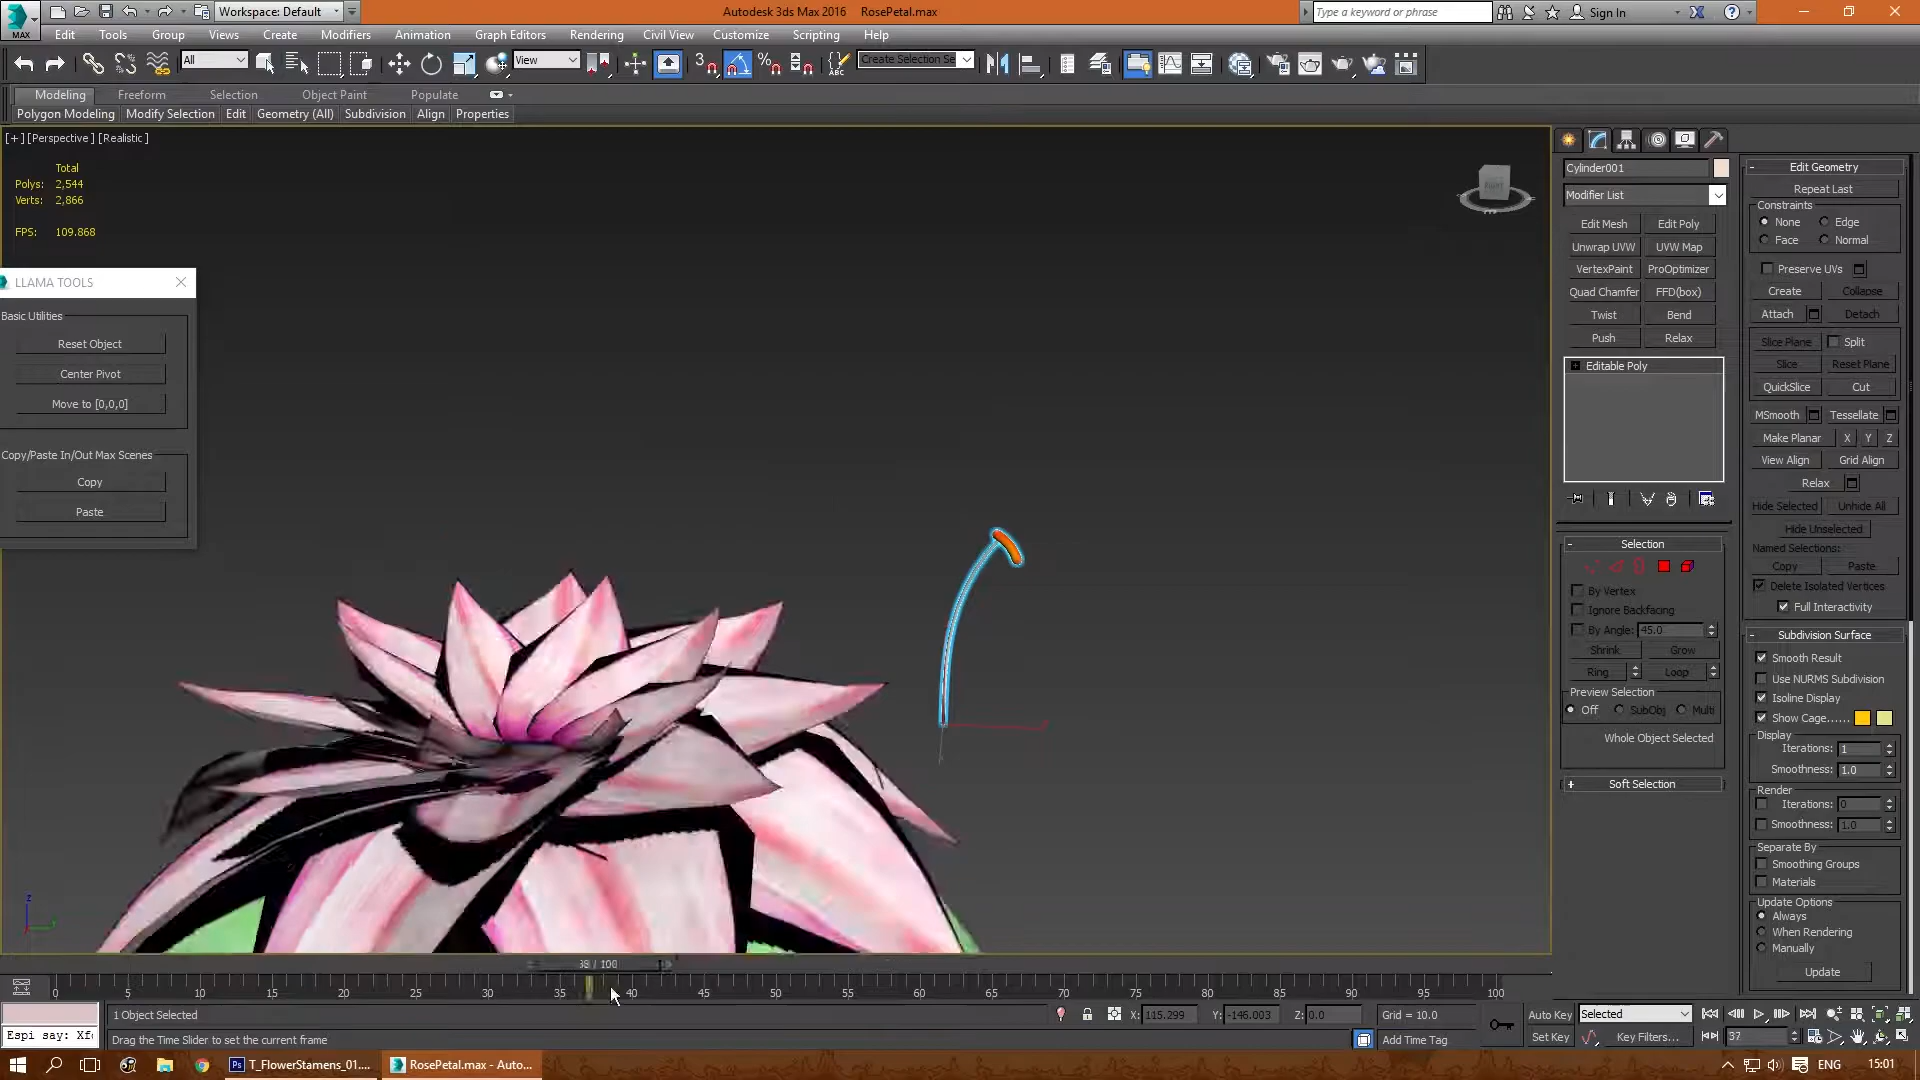 Workspace: Default
Autodesk 3ds Max 2016 RosePetal.max
Type a keyword or phrase
Sign In
MAX
Edit Tools Group Views Create Modifiers Animation Graph Editors Rendering Civil View Customize Scripting Help
All
View
3
ABC
Create Selection Se
Modeling Freeform Selection Object Paint Populate
Polygon Modeling Modify Selection Edit Geometry (All) Subdivision Align Properties
[+] [Perspective ] [Realistic ]
Total
Polys: 2,544
Verts: 2,866
FPS: 109.868
LLAMA TOOLS
Basic Utilities
Reset Object
Center Pivot
Move to [0,0,0]
Copy/Paste In/Out Max Scenes
Copy
Paste
Cylinder001
Modifier List
Edit Mesh Edit Poly
Unwrap UVW UVW Map
VertexPaint ProOptimizer
Quad Chamfer FFD(box)
Twist Bend
Push Relax
Editable Poly
Selection
By Vertex
Ignore Backfacing
By Angle: 45.0
Shrink Grow
Ring Loop
Preview Selection
Off SubObj Multi
Whole Object Selected
Soft Selection
Edit Geometry
Repeat Last
Constraints
None Edge
Face Normal
Preserve UVs
Create Collapse
Attach Detach
Slice Plane Split
Slice Reset Plane
QuickSlice Cut
MSmooth Tessellate
Make Planar X Y Z
View Align Grid Align
Relax
Hide Selected Unhide All
Hide Unselected
Named Selections:
Copy Paste
Delete Isolated Vertices
Full Interactivity
Subdivision Surface
Smooth Result
Use NURMS Subdivision
Isoline Display
Show Cage......
Display
Iterations: 1
Smoothness: 1.0
Render
Iterations: 0
Smoothness: 1.0
Separate By
Smoothing Groups
Materials
Update Options
Always
When Rendering
Manually
Update
0 5 10 15 20 25 30 35 40 45 50 55 60 65 70 75 80 85 90 95 100
1 Object Selected
X: 115.299 Y: -146.003 Z: 0.0 Grid = 10.0
Auto Key Selected
Espi say: Xf
Drag the Time Slider to set the current frame
Add Time Tag
Set Key Key Filters... 37
T_FlowerStamens_01....
RosePetal.max - Auto...
ENG 15:01